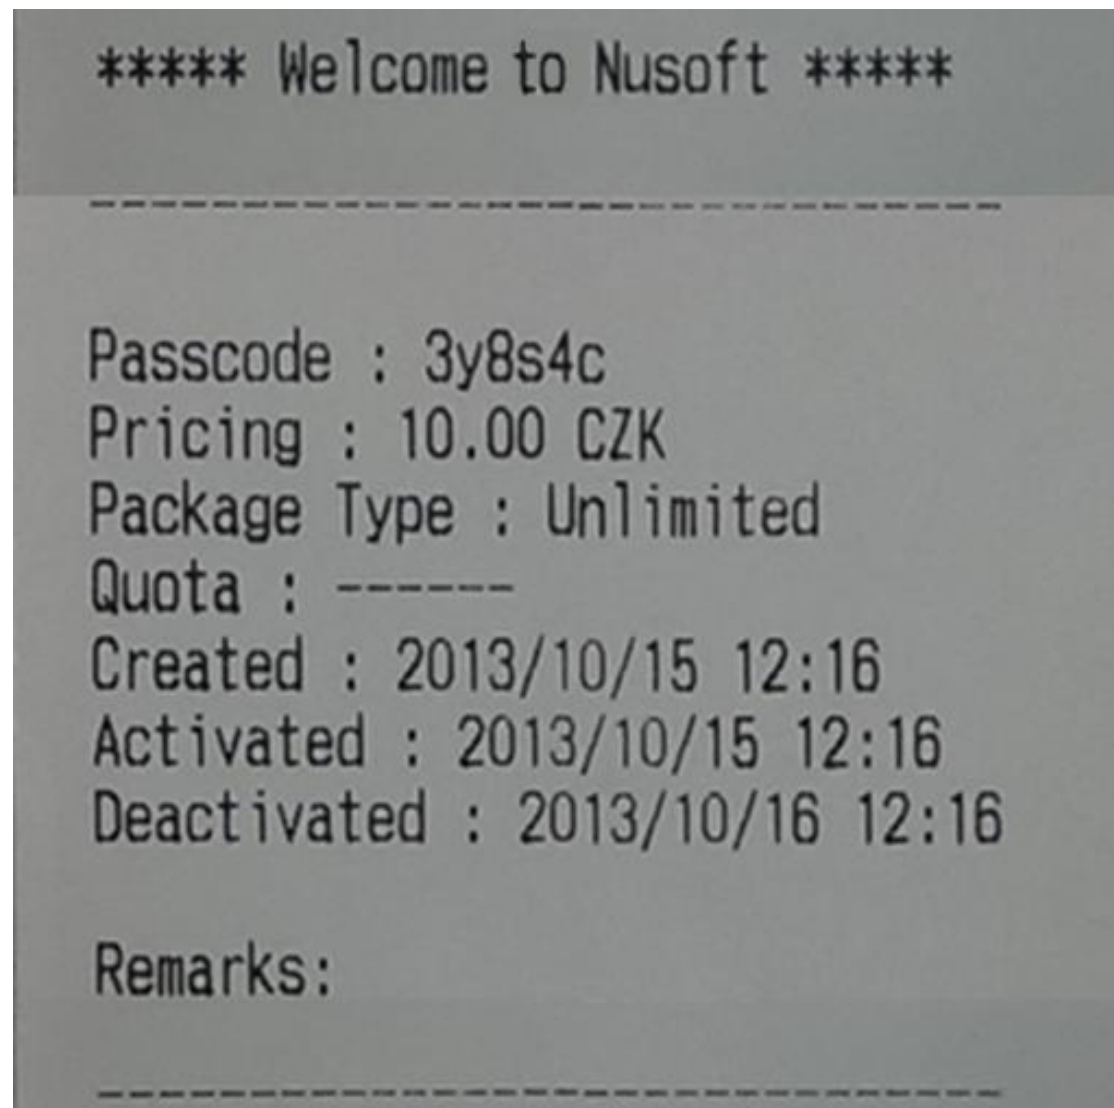 ***** Welcome to Nusoft *****
------------------------------
Passcode : 3y8s4c
Pricing : 10.00 CZK
Package Type : Unlimited
Quota : ------
Created : 2013/10/15 12:16
Activated : 2013/10/15 12:16
Deactivated : 2013/10/16 12:16
Remarks:
------------------------------